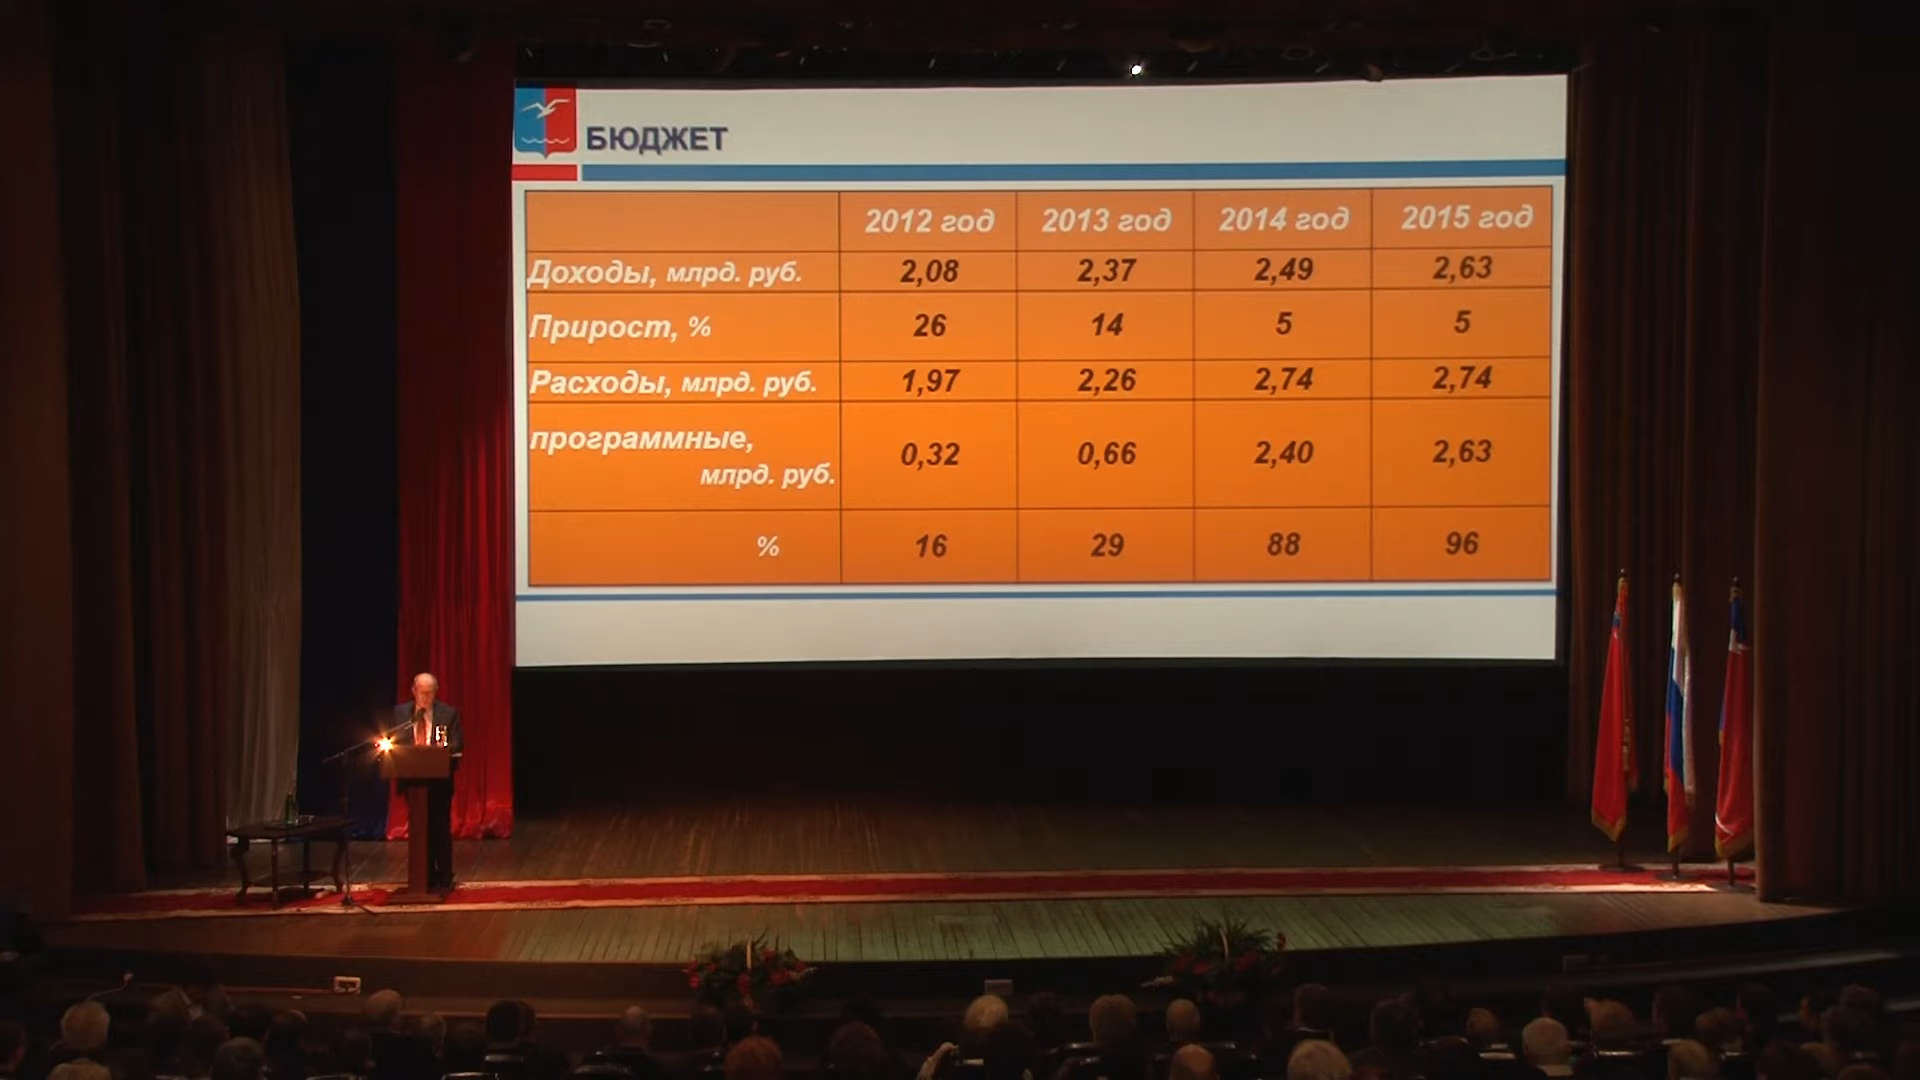 БЮДЖЕТ
2012 год 2013 год 2014 год 2015 год
Доходы, млрд. руб. 2,08 2,37 2,49 2,63
Прирост, % 26 14 5 5
Расходы, млрд. руб. 1,97 2,26 2,74 2,74
программные,
млрд. руб. 0,32 0,66 2,40 2,63
% 16 29 88 96